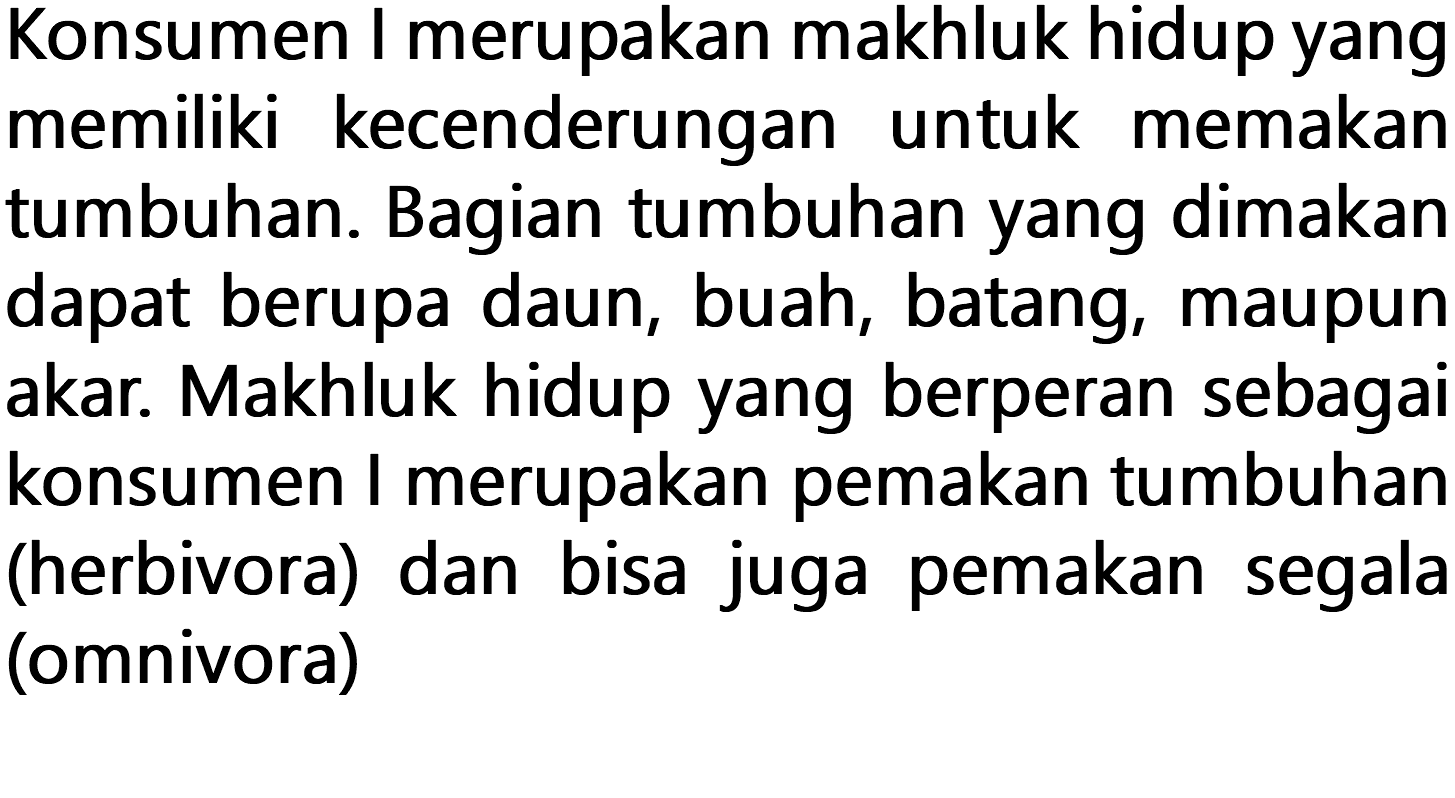 Konsumen I merupakan makhluk hidup yang
memiliki kecenderungan untuk memakan
tumbuhan. Bagian tumbuhan yang dimakan
dapat berupa daun, buah, batang, maupun
akar. Makhluk hidup yang berperan sebagai
konsumen I merupakan pemakan tumbuhan
(herbivora) dan bisa juga pemakan segala
(omnivora)